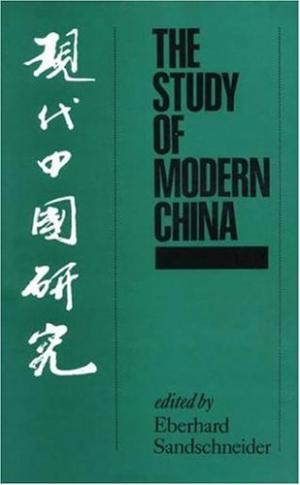 現代中國研究
THE
STUDY
OF
MODERN
CHINA
edited by
Eberhard
Sandschneider